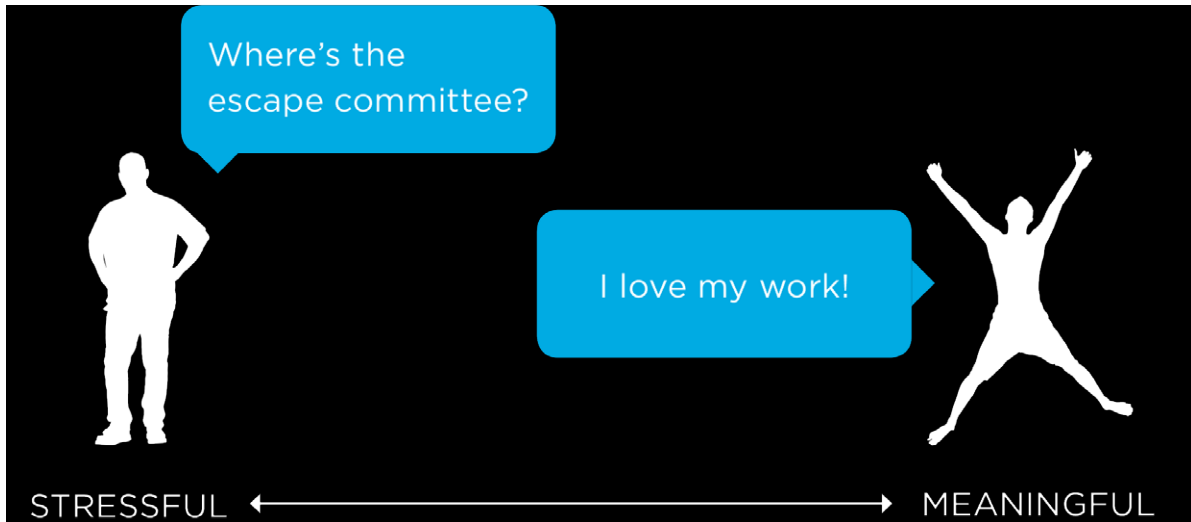 Where’s the
escape committee?
I love my work!
STRESSFUL
MEANINGFUL